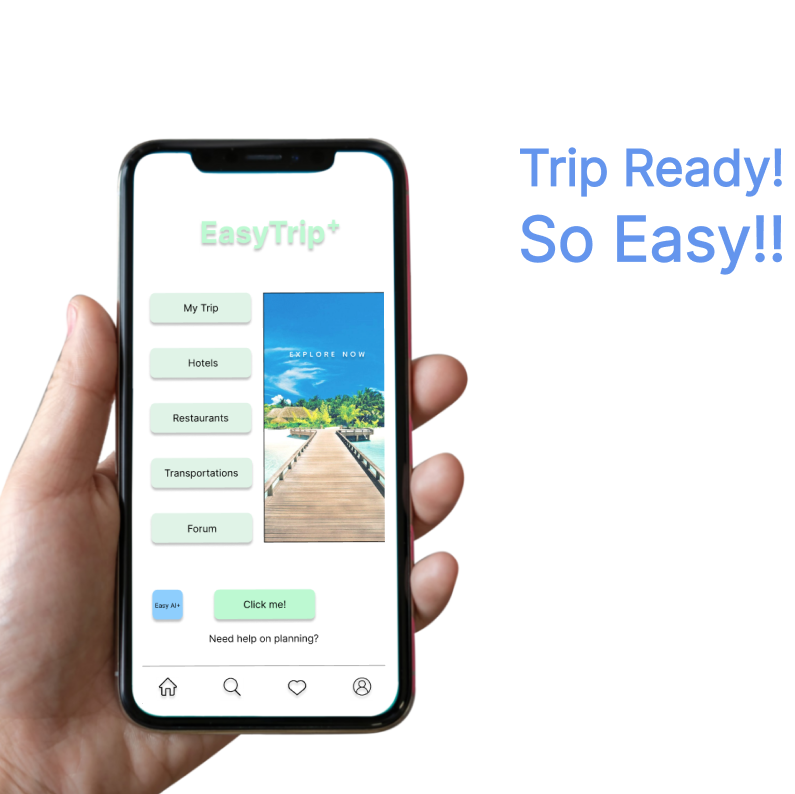 Trip Ready!
So Easy!!
EasyTrip+
My Trip
Hotels
Restaurants
Transportations
Forum
EXPLORE NOW
Easy AI+
Click me!
Need help on planning?